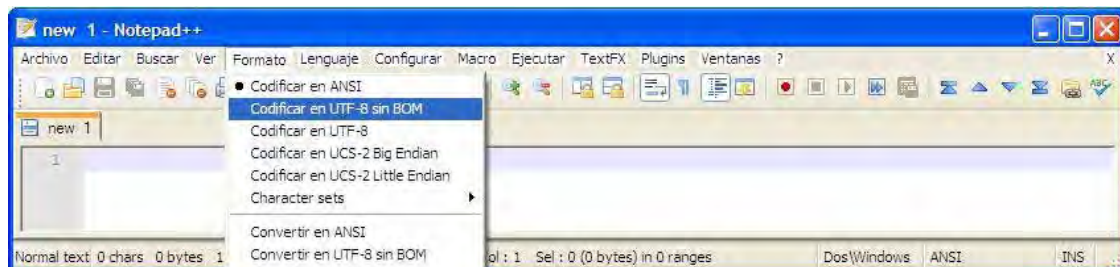 new 1 - Notepad++
Archivo Editar Buscar Ver Formato Lenguaje Configurar Macro Ejecutar TextFX Plugins Ventanas ? X
Codificar en ANSI
Codificar en UTF-8 sin BOM
new 1
Codificar en UTF-8
Codificar en UCS-2 Big Endian
1
Codificar en UCS-2 Little Endian
Character sets
Convertir en ANSI
Convertir en UTF-8 sin BOM
Normal text 0 chars 0 bytes 1 ol : 1 Sel : 0 (0 bytes) in 0 ranges Dos\Windows ANSI INS